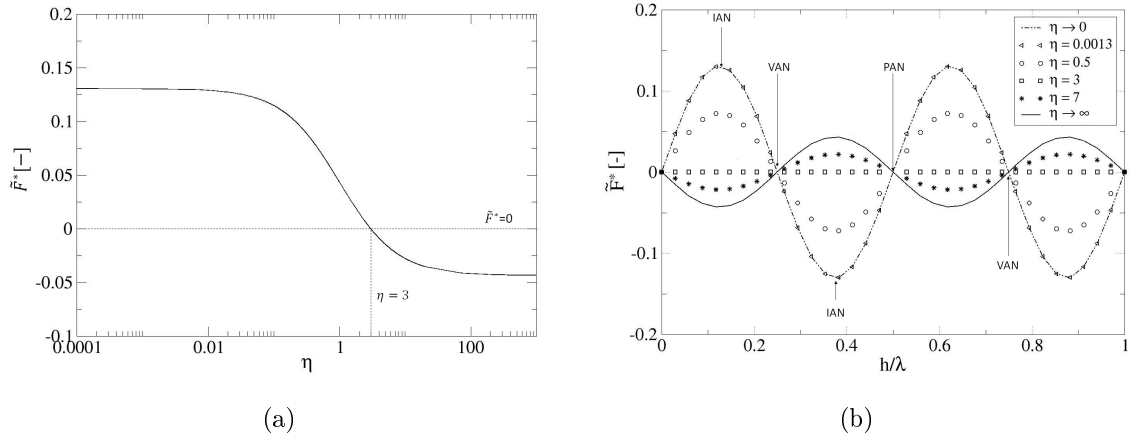 0.2
0.15
0.1
0.05
0
-0.05
-0.1
F̃* [–]
F̃*=0
η = 3
0.0001
0.01
1
100
η
(a)
0.2
0.1
0
-0.1
-0.2
F̃* [-]
IAN
VAN
PAN
VAN
IAN
η → 0
η = 0.0013
η = 0.5
η = 3
η = 7
η → ∞
0
0.2
0.4
0.6
0.8
1
h/λ
(b)